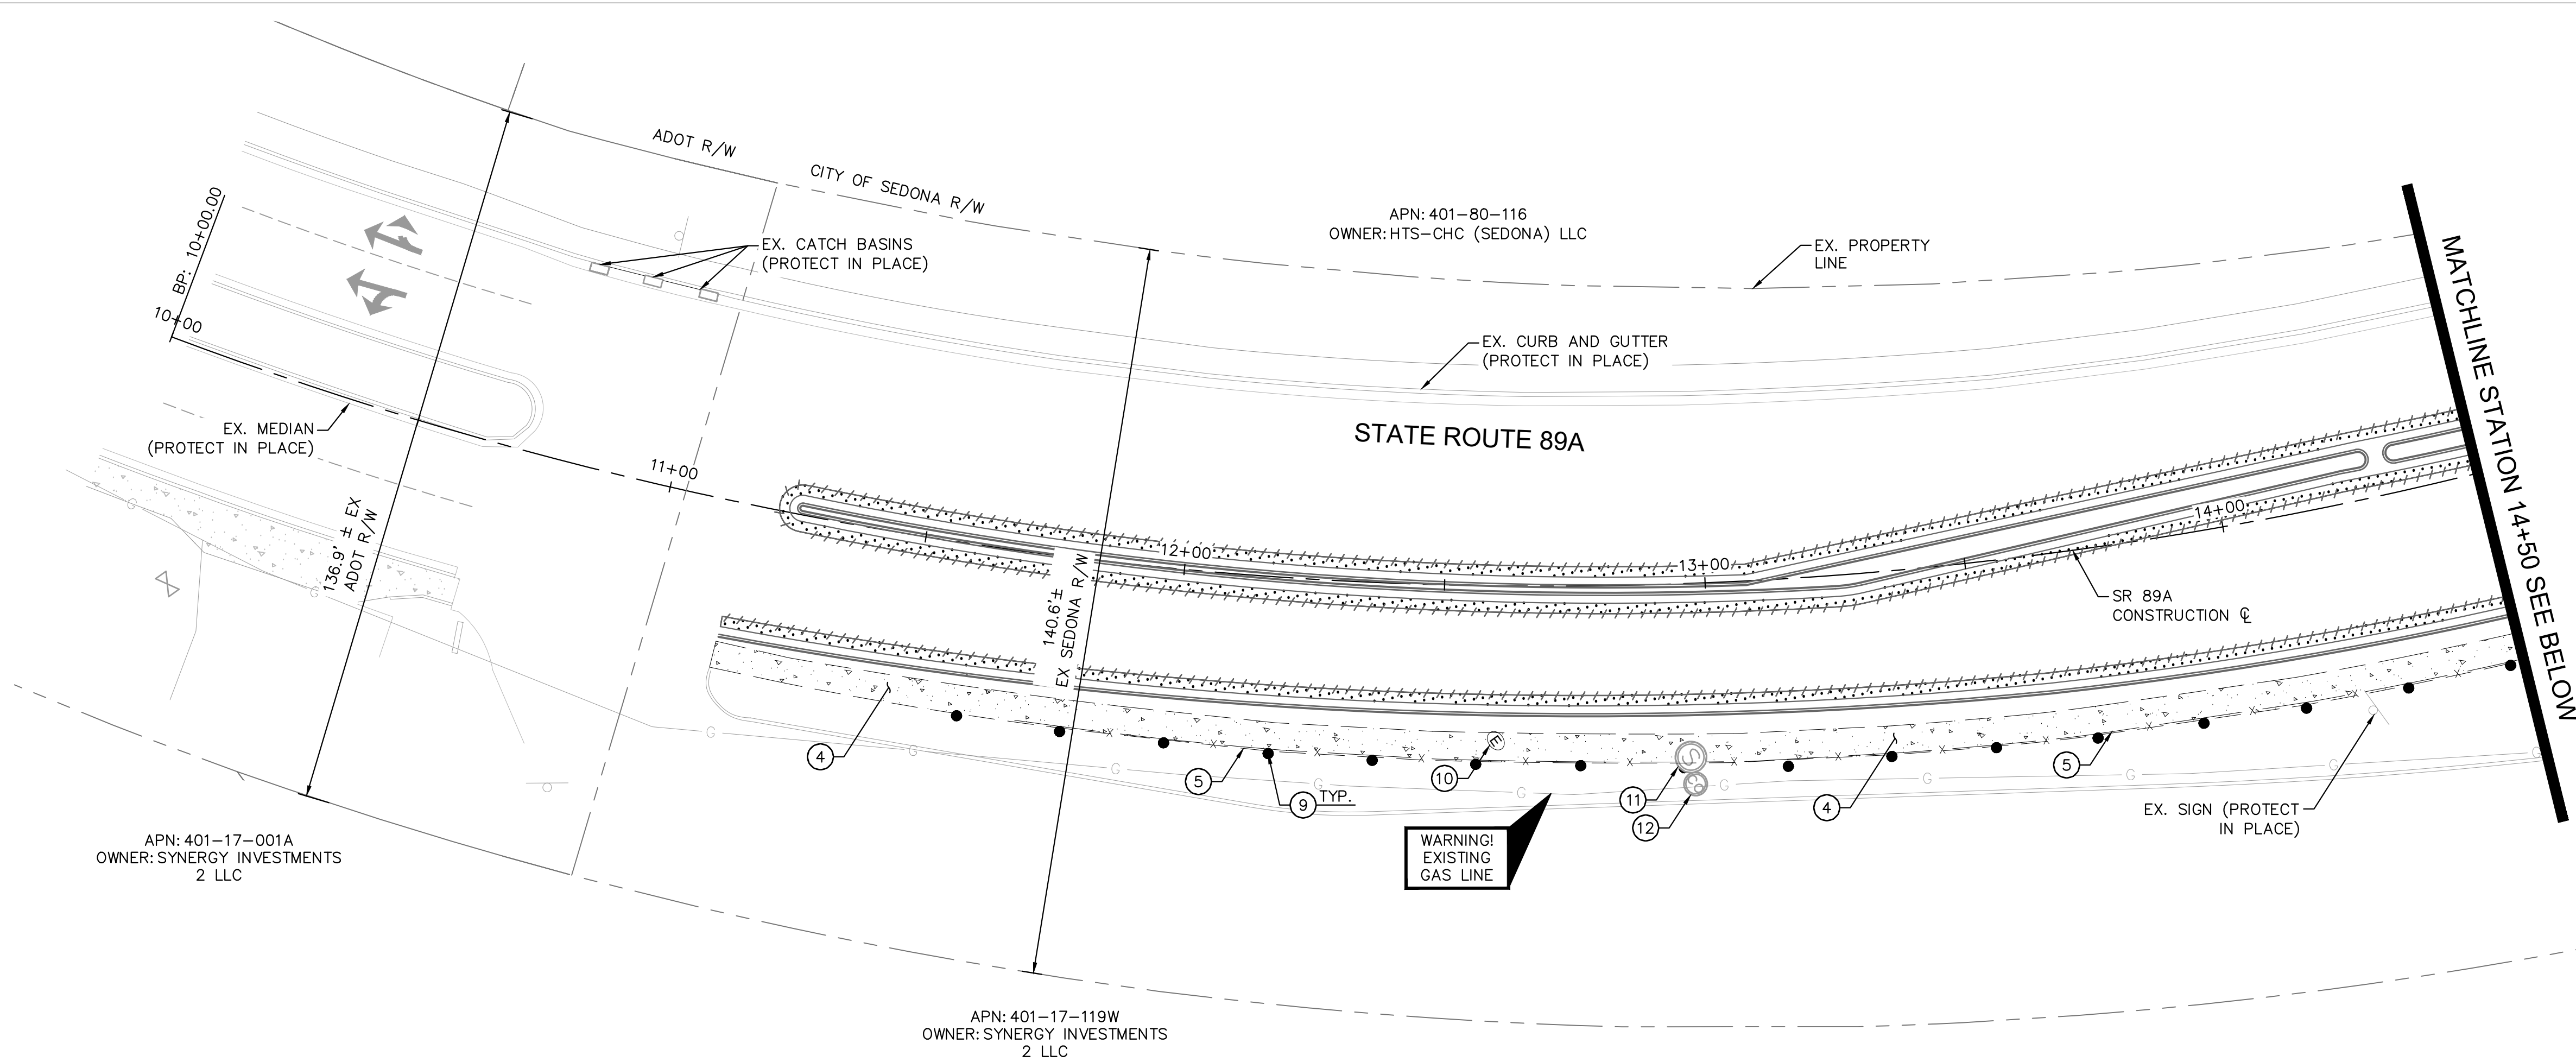 ADOT R/W
CITY OF SEDONA R/W
APN: 401-80-116
OWNER: HTS-CHC (SEDONA) LLC
EX. PROPERTY
LINE
EX. CATCH BASINS
(PROTECT IN PLACE)
BP: 10+00.00
10+00
EX. CURB AND GUTTER
(PROTECT IN PLACE)
STATE ROUTE 89A
MATCHLINE STATION 14+50 SEE BELOW
EX. MEDIAN
(PROTECT IN PLACE)
136.9' ± EX
ADOT R/W
11+00
12+00
13+00
14+00
140.6'±
EX SEDONA R/W
SR 89A
CONSTRUCTION ℄
G
4
5
9 TYP.
10
E
11
S
12
G G G G G G G G G G
4
5
X X X X X X X X X X X X X X
EX. SIGN (PROTECT
IN PLACE)
WARNING!
EXISTING
GAS LINE
APN: 401-17-001A
OWNER: SYNERGY INVESTMENTS
2 LLC
APN: 401-17-119W
OWNER: SYNERGY INVESTMENTS
2 LLC